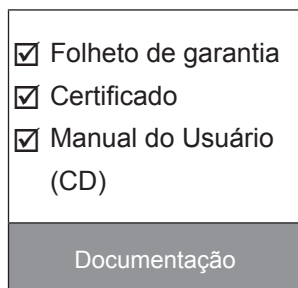 ☑ Folheto de garantia
☑ Certificado
☑ Manual do Usuário
(CD)
Documentação